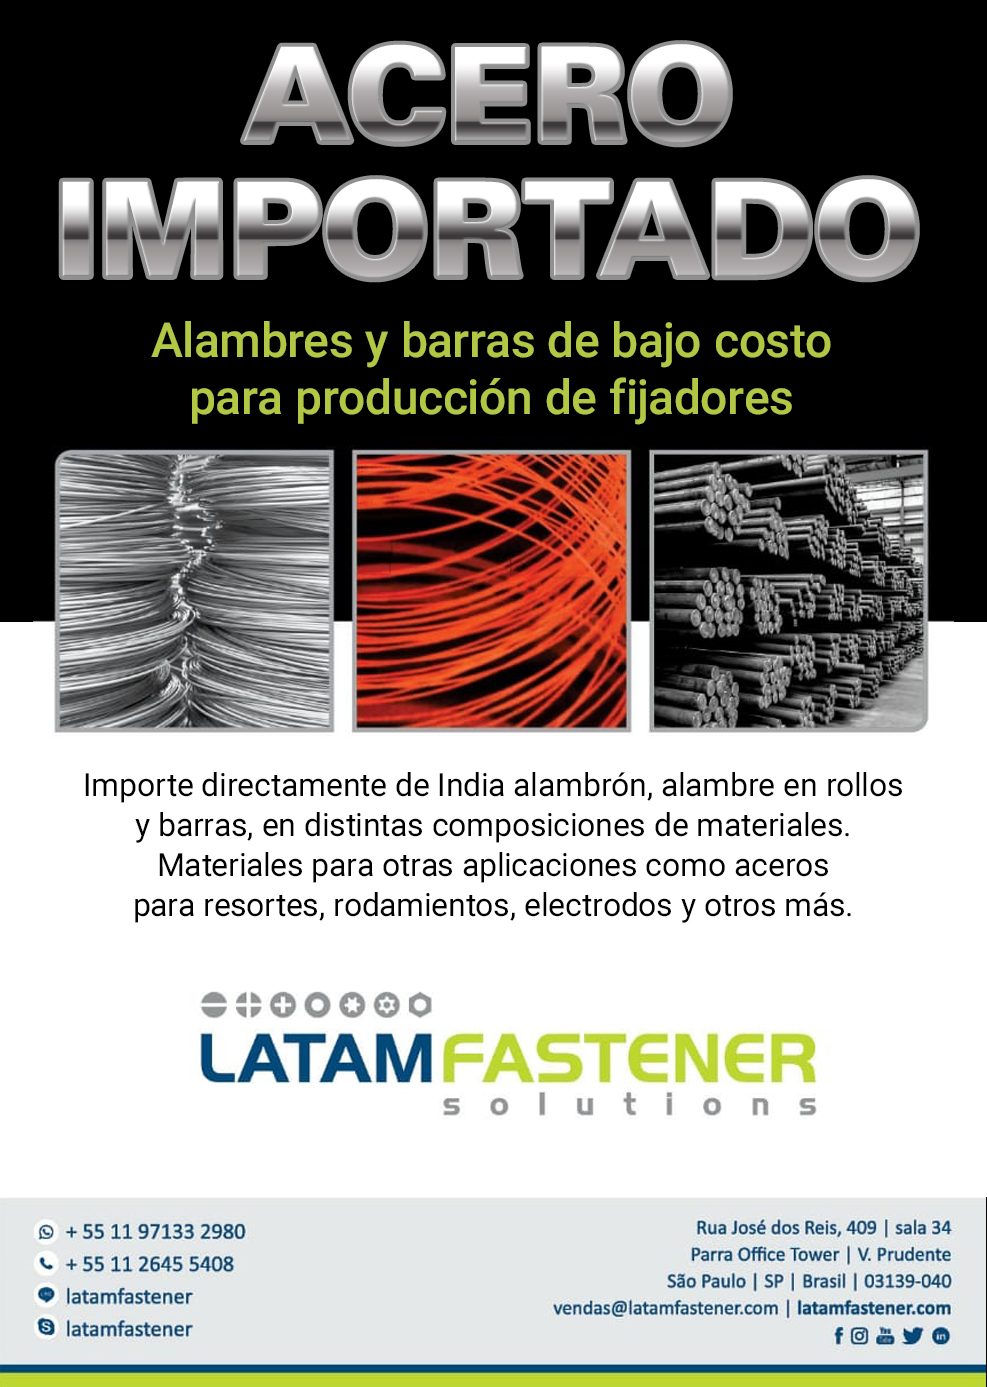 ACERO
IMPORTADO
Alambres y barras de bajo costo
para producción de fijadores
Importe directamente de India alambrón, alambre en rollos
y barras, en distintas composiciones de materiales.
Materiales para otras aplicaciones como aceros
para resortes, rodamientos, electrodos y otros más.
LATAMFASTENER
solutions
+ 55 11 97133 2980
+ 55 11 2645 5408
latamfastener
latamfastener
Rua José dos Reis, 409 | sala 34
Parra Office Tower | V. Prudente
São Paulo | SP | Brasil | 03139-040
vendas@latamfastener.com | latamfastener.com